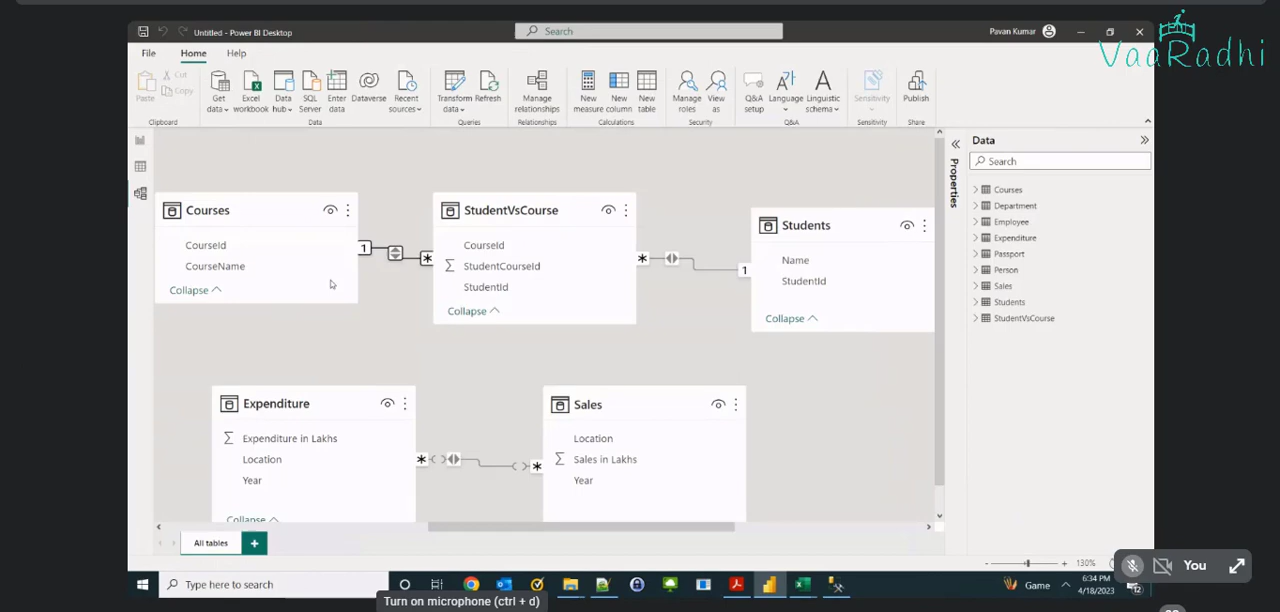 Untitled - Power BI Desktop
Search
Pavan Kumar
VaaRadhi
File
Home
Help
Paste
Cut
Copy
Get data
Excel workbook
Data hub
SQL Server
Enter data
Dataverse
Recent sources
Transform data
Refresh
Manage relationships
New measure
New column
New table
Manage roles
View as
Q&A setup
Language
Linguistic schema
Sensitivity
Publish
Clipboard
Data
Queries
Relationships
Calculations
Security
Q&A
Sensitivity
Share
Courses
CourseId
CourseName
Collapse
1
*
StudentVsCourse
CourseId
Σ StudentCourseId
StudentId
Collapse
*
1
Students
Name
StudentId
Collapse
Expenditure
Σ Expenditure in Lakhs
Location
Year
Collapse
*
*
Sales
Location
Σ Sales in Lakhs
Year
Properties
Data
Search
Courses
Department
Employee
Expenditure
Passport
Person
Sales
Students
StudentVsCourse
All tables
+
- + 130%
You
Type here to search
Game
6:34 PM
4/18/2023
12
Turn on microphone (ctrl + d)